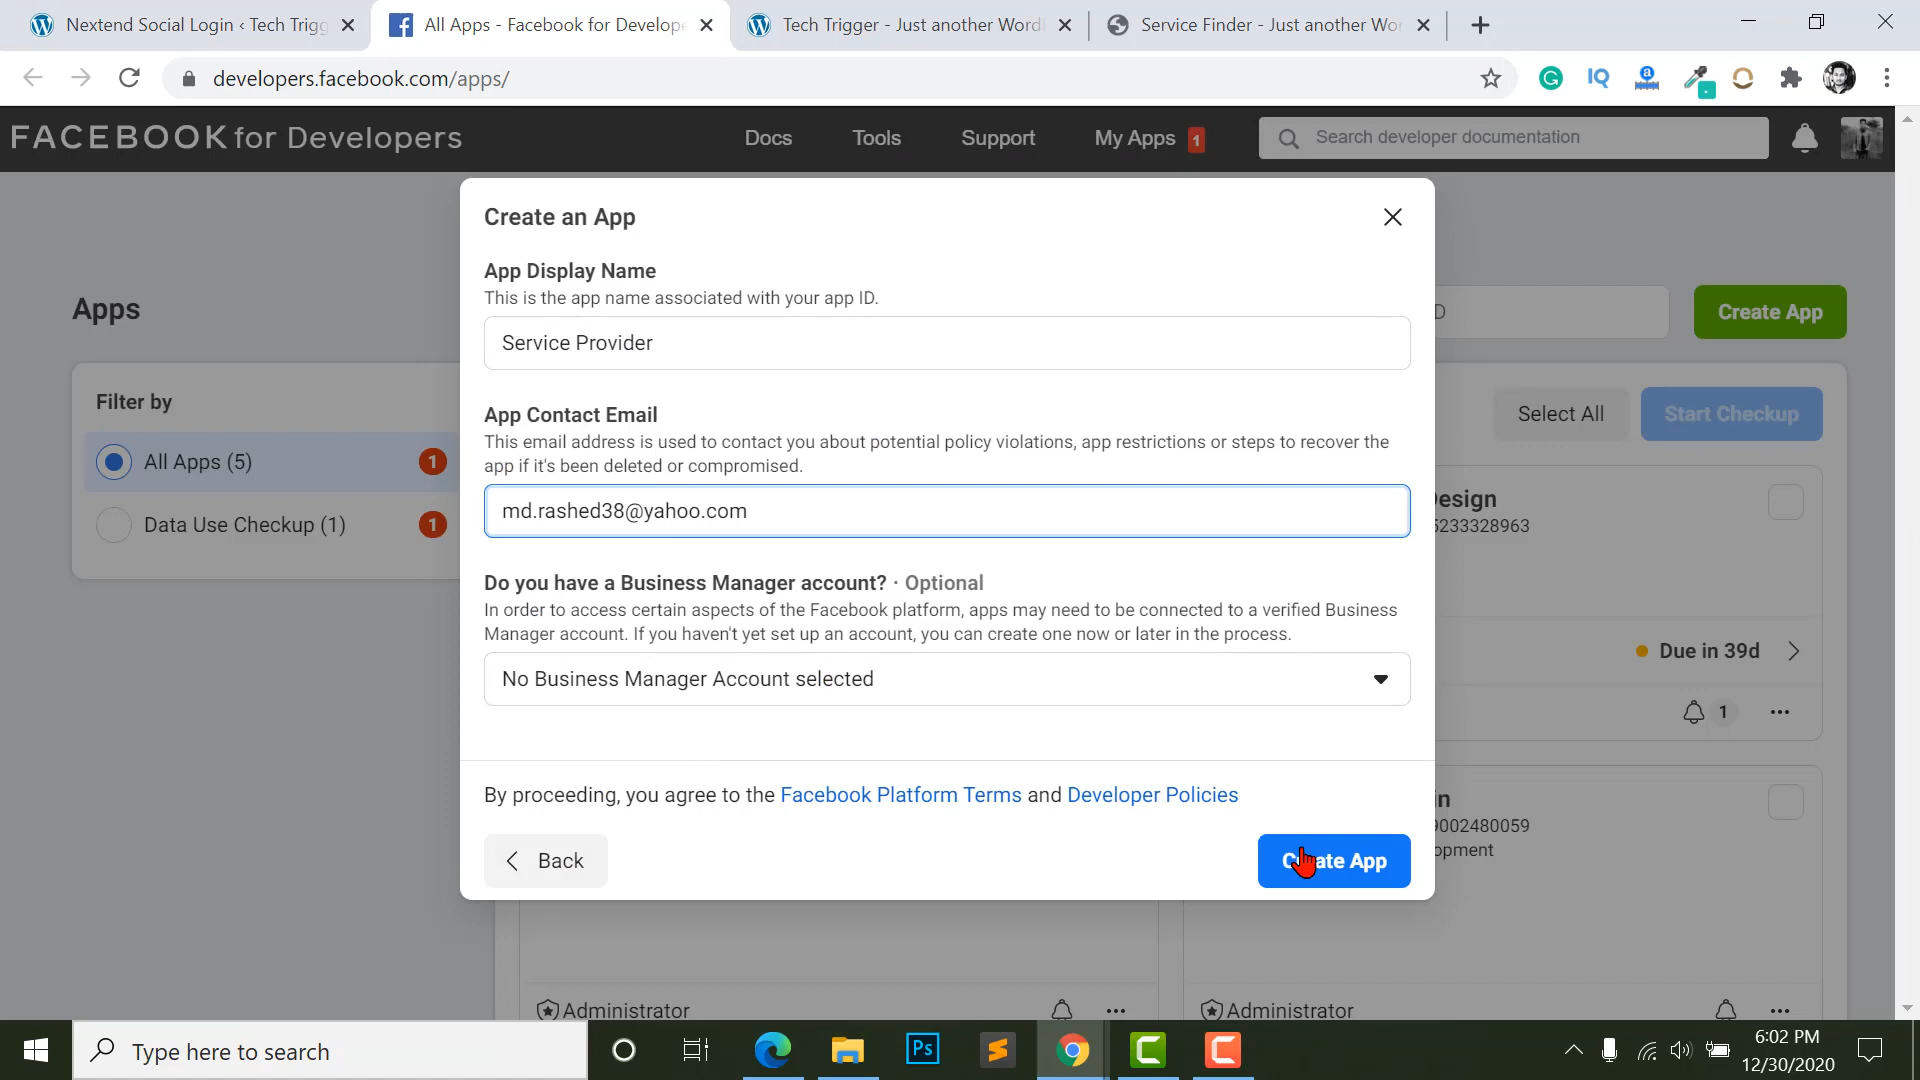 Nextend Social Login ‹ Tech Trigg
All Apps - Facebook for Develope
Tech Trigger - Just another Word
Service Finder - Just another Wor
developers.facebook.com/apps/
FACEBOOK for Developers
Docs
Tools
Support
My Apps 1
Search developer documentation
Create an App
App Display Name
This is the app name associated with your app ID.
Service Provider
Apps
D
Create App
App Contact Email
This email address is used to contact you about potential policy violations, app restrictions or steps to recover the
app if it's been deleted or compromised.
md.rashed38@yahoo.com
Filter by
All Apps (5) 1
Data Use Checkup (1) 1
Select All
Start Checkup
Design
5233328963
Do you have a Business Manager account? · Optional
In order to access certain aspects of the Facebook platform, apps may need to be connected to a verified Business
Manager account. If you haven't yet set up an account, you can create one now or later in the process.
No Business Manager Account selected
Due in 39d
1
By proceeding, you agree to the Facebook Platform Terms and Developer Policies
in
9002480059
opment
Back
Create App
Administrator
Administrator
Type here to search
Ps
6:02 PM
12/30/2020